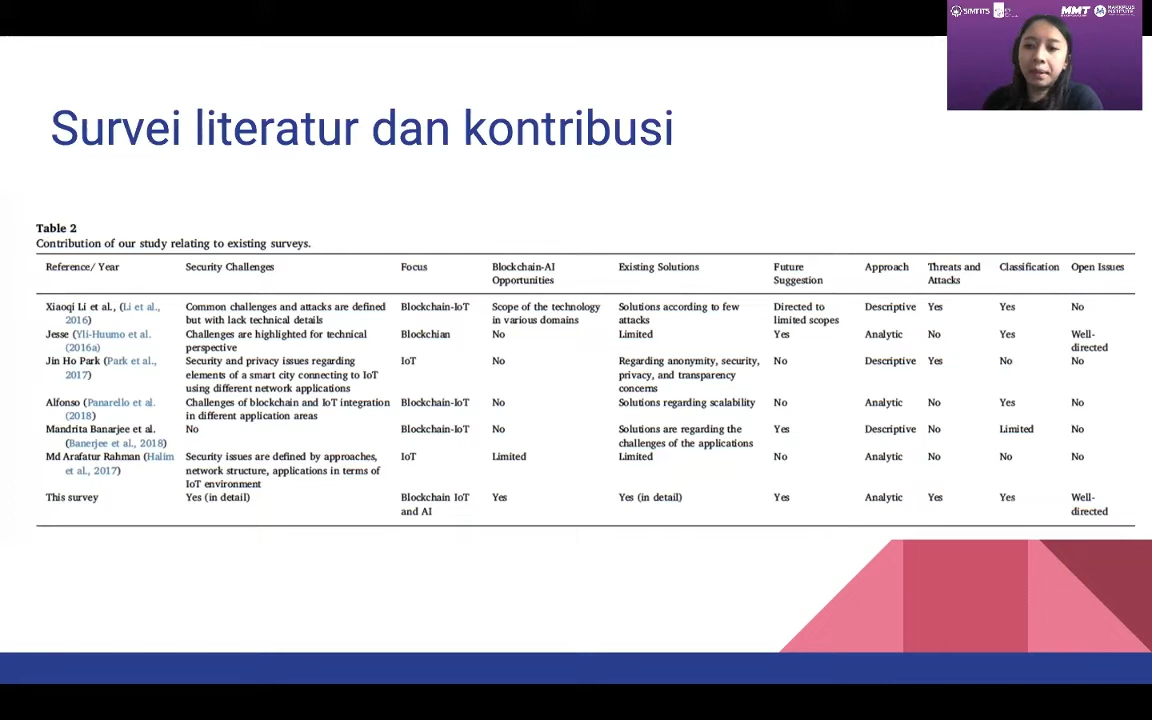 SIMT ITS
MMT
MARKPLUS
INSTITUTE
Survei literatur dan kontribusi
Table 2
Contribution of our study relating to existing surveys.
Reference/ Year Security Challenges Focus Blockchain-AI Existing Solutions Future Approach Threats and Classification Open Issues
Opportunities Suggestion Attacks
Xiaoqi Li et al., (Li et al., Common challenges and attacks are defined Blockchain-IoT Scope of the technology Solutions according to few Directed to Descriptive Yes Yes No
2016) but with lack technical details in various domains attacks limited scopes
Jesse (Yli-Huumo et al. Challenges are highlighted for technical Blockchian No Limited Yes Analytic No Yes Well-
(2016a) perspective directed
Jin Ho Park (Park et al., Security and privacy issues regarding IoT No Regarding anonymity, security, No Descriptive Yes No No
2017) elements of a smart city connecting to IoT privacy, and transparency
using different network applications concerns
Alfonso (Panarello et al. Challenges of blockchain and IoT integration Blockchain-IoT No Solutions regarding scalability No Analytic No Yes No
(2018) in different application areas
Mandrita Banarjee et al. No Blockchain-IoT No Solutions are regarding the Yes Descriptive No Limited No
(Banerjee et al., 2018) challenges of the applications
Md Arafatur Rahman (Halim Security issues are defined by approaches, IoT Limited Limited No Analytic No No No
et al., 2017) network structure, applications in terms of
IoT environment
This survey Yes (in detail) Blockchain IoT Yes Yes (in detail) Yes Analytic Yes Yes Well-
and AI directed